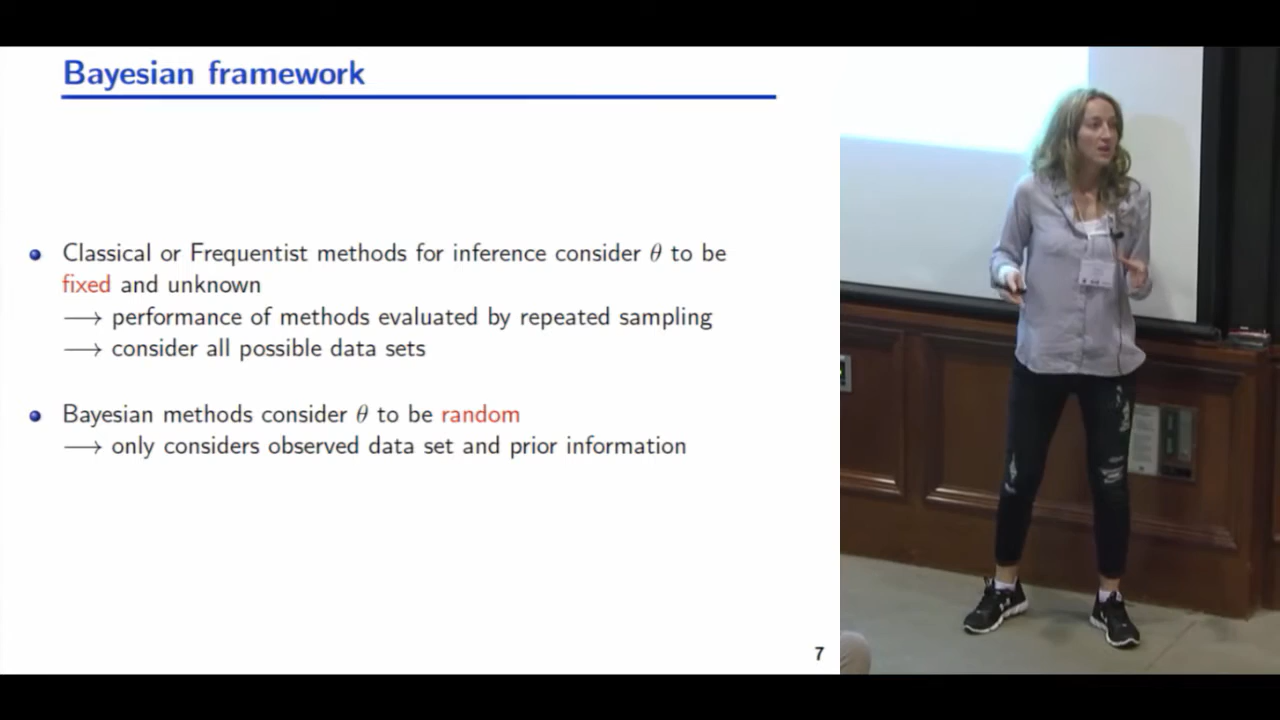 Bayesian framework
Classical or Frequentist methods for inference consider θ to be
fixed and unknown
⟶ performance of methods evaluated by repeated sampling
⟶ consider all possible data sets
Bayesian methods consider θ to be random
⟶ only considers observed data set and prior information
7